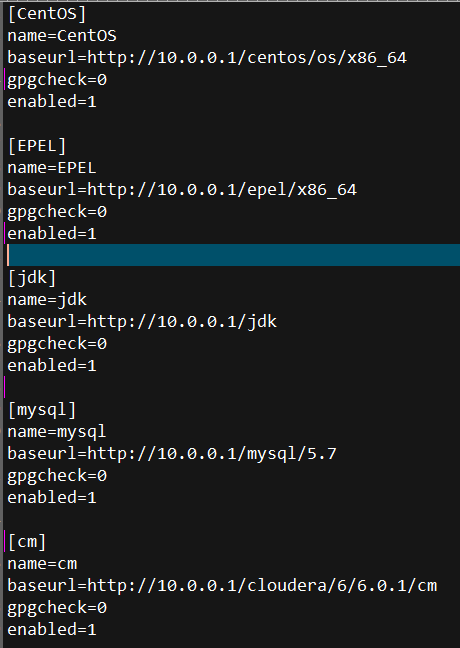 [CentOS]
name=CentOS
baseurl=http://10.0.0.1/centos/os/x86_64
gpgcheck=0
enabled=1

[EPEL]
name=EPEL
baseurl=http://10.0.0.1/epel/x86_64
gpgcheck=0
enabled=1

[jdk]
name=jdk
baseurl=http://10.0.0.1/jdk
gpgcheck=0
enabled=1

[mysql]
name=mysql
baseurl=http://10.0.0.1/mysql/5.7
gpgcheck=0
enabled=1

[cm]
name=cm
baseurl=http://10.0.0.1/cloudera/6/6.0.1/cm
gpgcheck=0
enabled=1